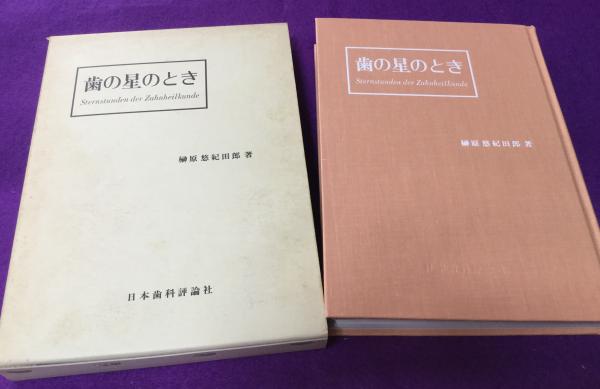 歯の星のとき
Sternstunden der Zahnheilkunde
榊原悠紀田郎 著
日本歯科評論社
歯の星のとき
Sternstunden der Zahnheilkunde
榊原悠紀田郎 著